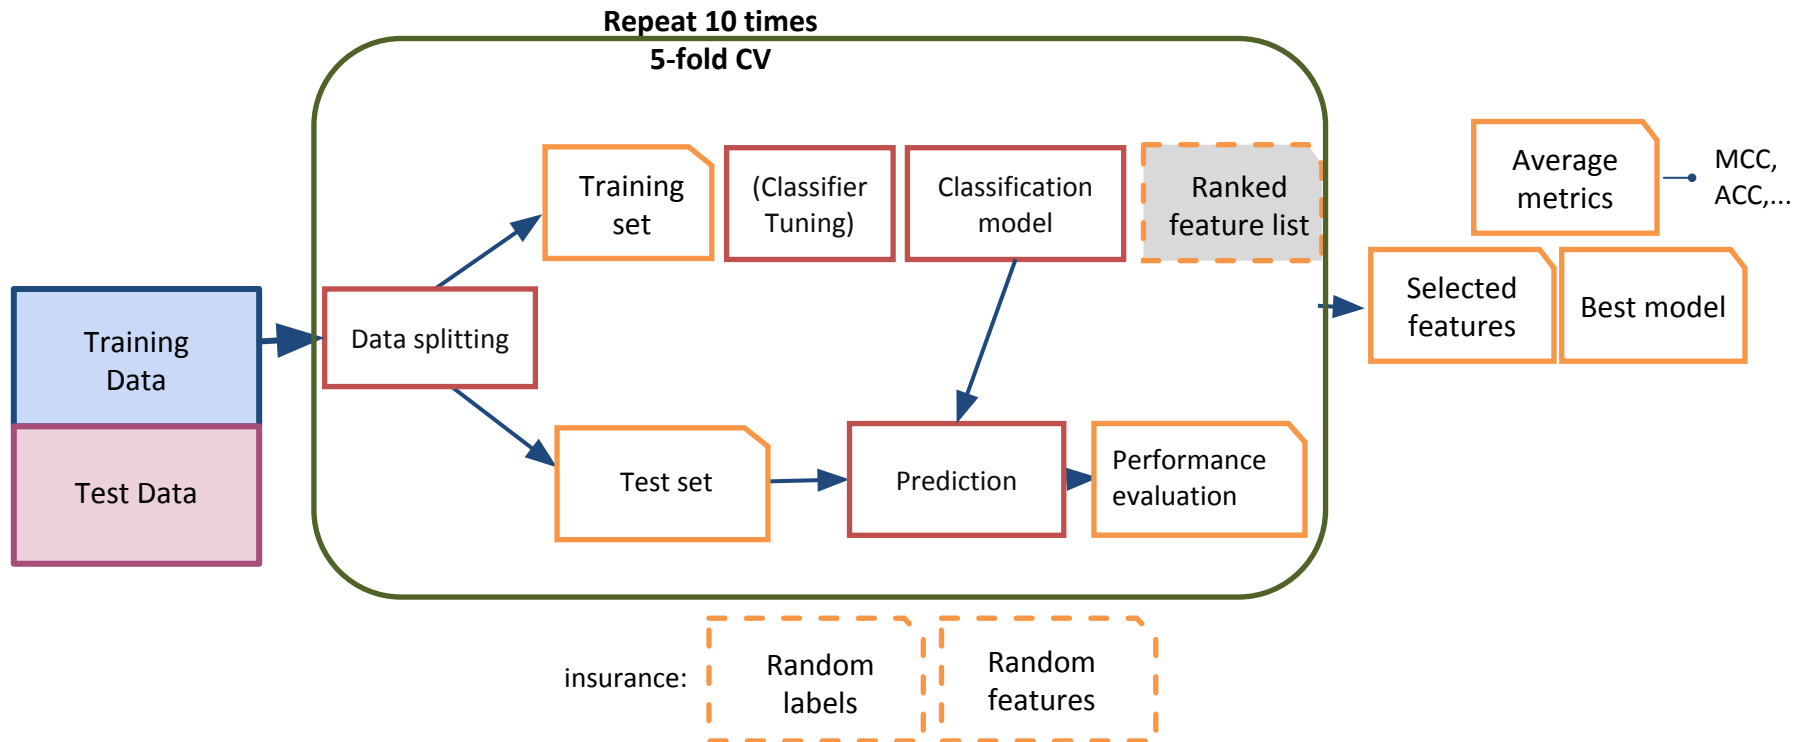 Repeat 10 times
5-fold CV
Training
set
(Classifier
Tuning)
Classification
model
Ranked
feature list
Average
metrics
MCC,
ACC,...
Training
Data
Data splitting
Selected
features
Best model
Test Data
Test set
Prediction
Performance
evaluation
insurance:
Random
labels
Random
features